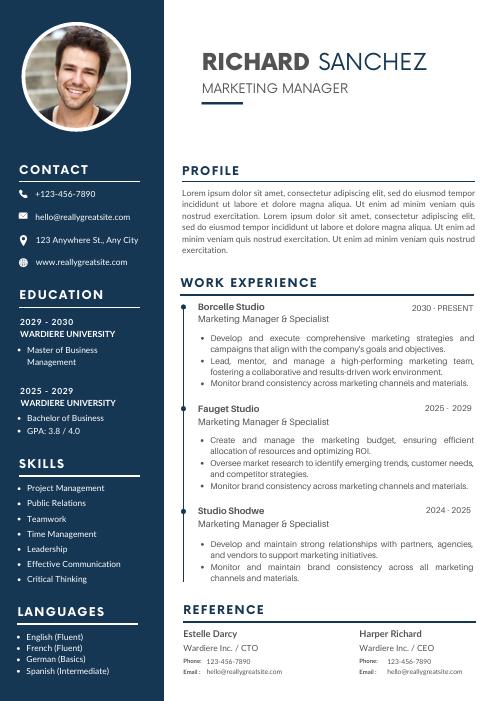 RICHARD SANCHEZ
MARKETING MANAGER
CONTACT
+123-456-7890
hello@reallygreatsite.com
123 Anywhere St., Any City
www.reallygreatsite.com
EDUCATION
2029 - 2030
WARDIERE UNIVERSITY
• Master of Business
Management
2025 - 2029
WARDIERE UNIVERSITY
• Bachelor of Business
• GPA: 3.8 / 4.0
SKILLS
• Project Management
• Public Relations
• Teamwork
• Time Management
• Leadership
• Effective Communication
• Critical Thinking
LANGUAGES
• English (Fluent)
• French (Fluent)
• German (Basics)
• Spanish (Intermediate)
PROFILE
Lorem ipsum dolor sit amet, consectetur adipiscing elit, sed do eiusmod tempor
incididunt ut labore et dolore magna aliqua. Ut enim ad minim veniam quis
nostrud exercitation. Lorem ipsum dolor sit amet, consectetur adipiscing elit,
sed do eiusmod tempor incididunt ut labore et dolore magna aliqua. Ut enim ad
minim veniam quis nostrud exercitation. Ut enim ad minim veniam quis nostrud
exercitation.
WORK EXPERIENCE
Borcelle Studio 2030 - PRESENT
Marketing Manager & Specialist
• Develop and execute comprehensive marketing strategies and
campaigns that align with the company's goals and objectives.
• Lead, mentor, and manage a high-performing marketing team,
fostering a collaborative and results-driven work environment.
• Monitor brand consistency across marketing channels and materials.
Fauget Studio 2025 - 2029
Marketing Manager & Specialist
• Create and manage the marketing budget, ensuring efficient
allocation of resources and optimizing ROI.
• Oversee market research to identify emerging trends, customer needs,
and competitor strategies.
• Monitor brand consistency across marketing channels and materials.
Studio Shodwe 2024 - 2025
Marketing Manager & Specialist
• Develop and maintain strong relationships with partners, agencies,
and vendors to support marketing initiatives.
• Monitor and maintain brand consistency across all marketing
channels and materials.
REFERENCE
Estelle Darcy
Wardiere Inc. / CTO
Phone: 123-456-7890
Email : hello@reallygreatsite.com
Harper Richard
Wardiere Inc. / CEO
Phone: 123-456-7890
Email : hello@reallygreatsite.com